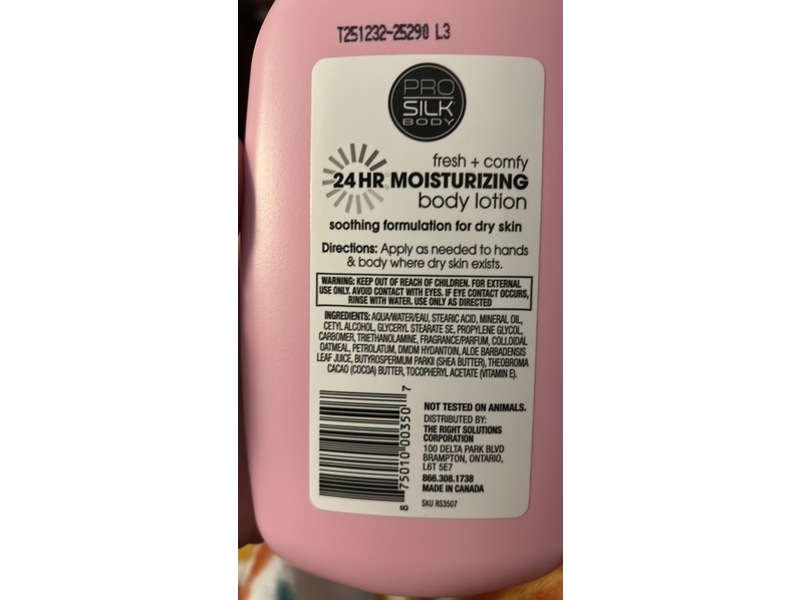 T251232-25290 L3
PRO
SILK
BODY
fresh + comfy
24HR MOISTURIZING
body lotion
soothing formulation for dry skin
Directions: Apply as needed to hands
& body where dry skin exists.
WARNING: KEEP OUT OF REACH OF CHILDREN. FOR EXTERNAL
USE ONLY. AVOID CONTACT WITH EYES. IF EYE CONTACT OCCURS,
RINSE WITH WATER. USE ONLY AS DIRECTED
INGREDIENTS: AQUA/WATER/EAU, STEARIC ACID, MINERAL OIL,
CETYL ALCOHOL, GLYCERYL STEARATE SE, PROPYLENE GLYCOL,
CARBOMER, TRIETHANOLAMINE, FRAGRANCE/PARFUM, COLLOIDAL
OATMEAL, PETROLATUM, DMDM HYDANTOIN, ALOE BARBADENSIS
LEAF JUICE, BUTYROSPERMUM PARKII (SHEA BUTTER), THEOBROMA
CACAO (COCOA) BUTTER, TOCOPHERYL ACETATE (VITAMIN E).
8 75010 00350 7
NOT TESTED ON ANIMALS.
DISTRIBUTED BY:
THE RIGHT SOLUTIONS
CORPORATION
100 DELTA PARK BLVD
BRAMPTON, ONTARIO,
L6T 5E7
866.308.1738
MADE IN CANADA
SKU RS3507